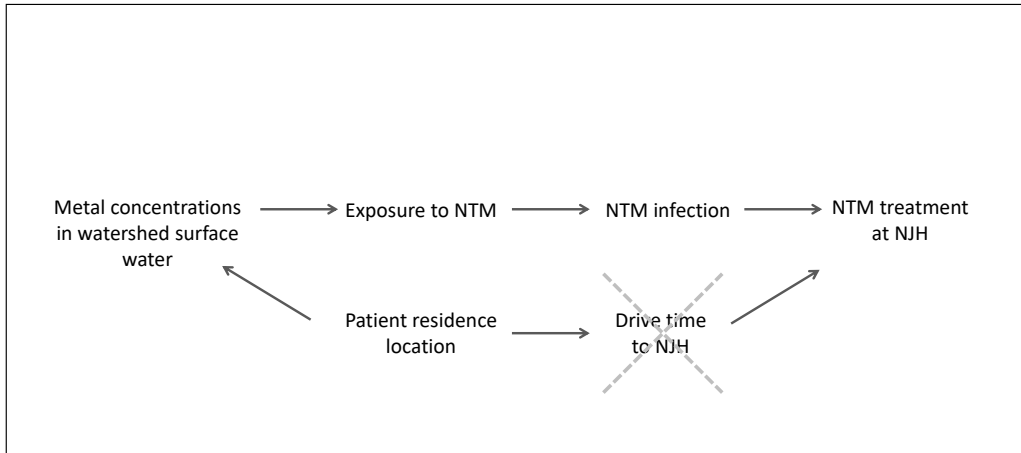 Metal concentrations
in watershed surface
water
Exposure to NTM
NTM infection
NTM treatment
at NJH
Patient residence
location
Drive time
to NJH